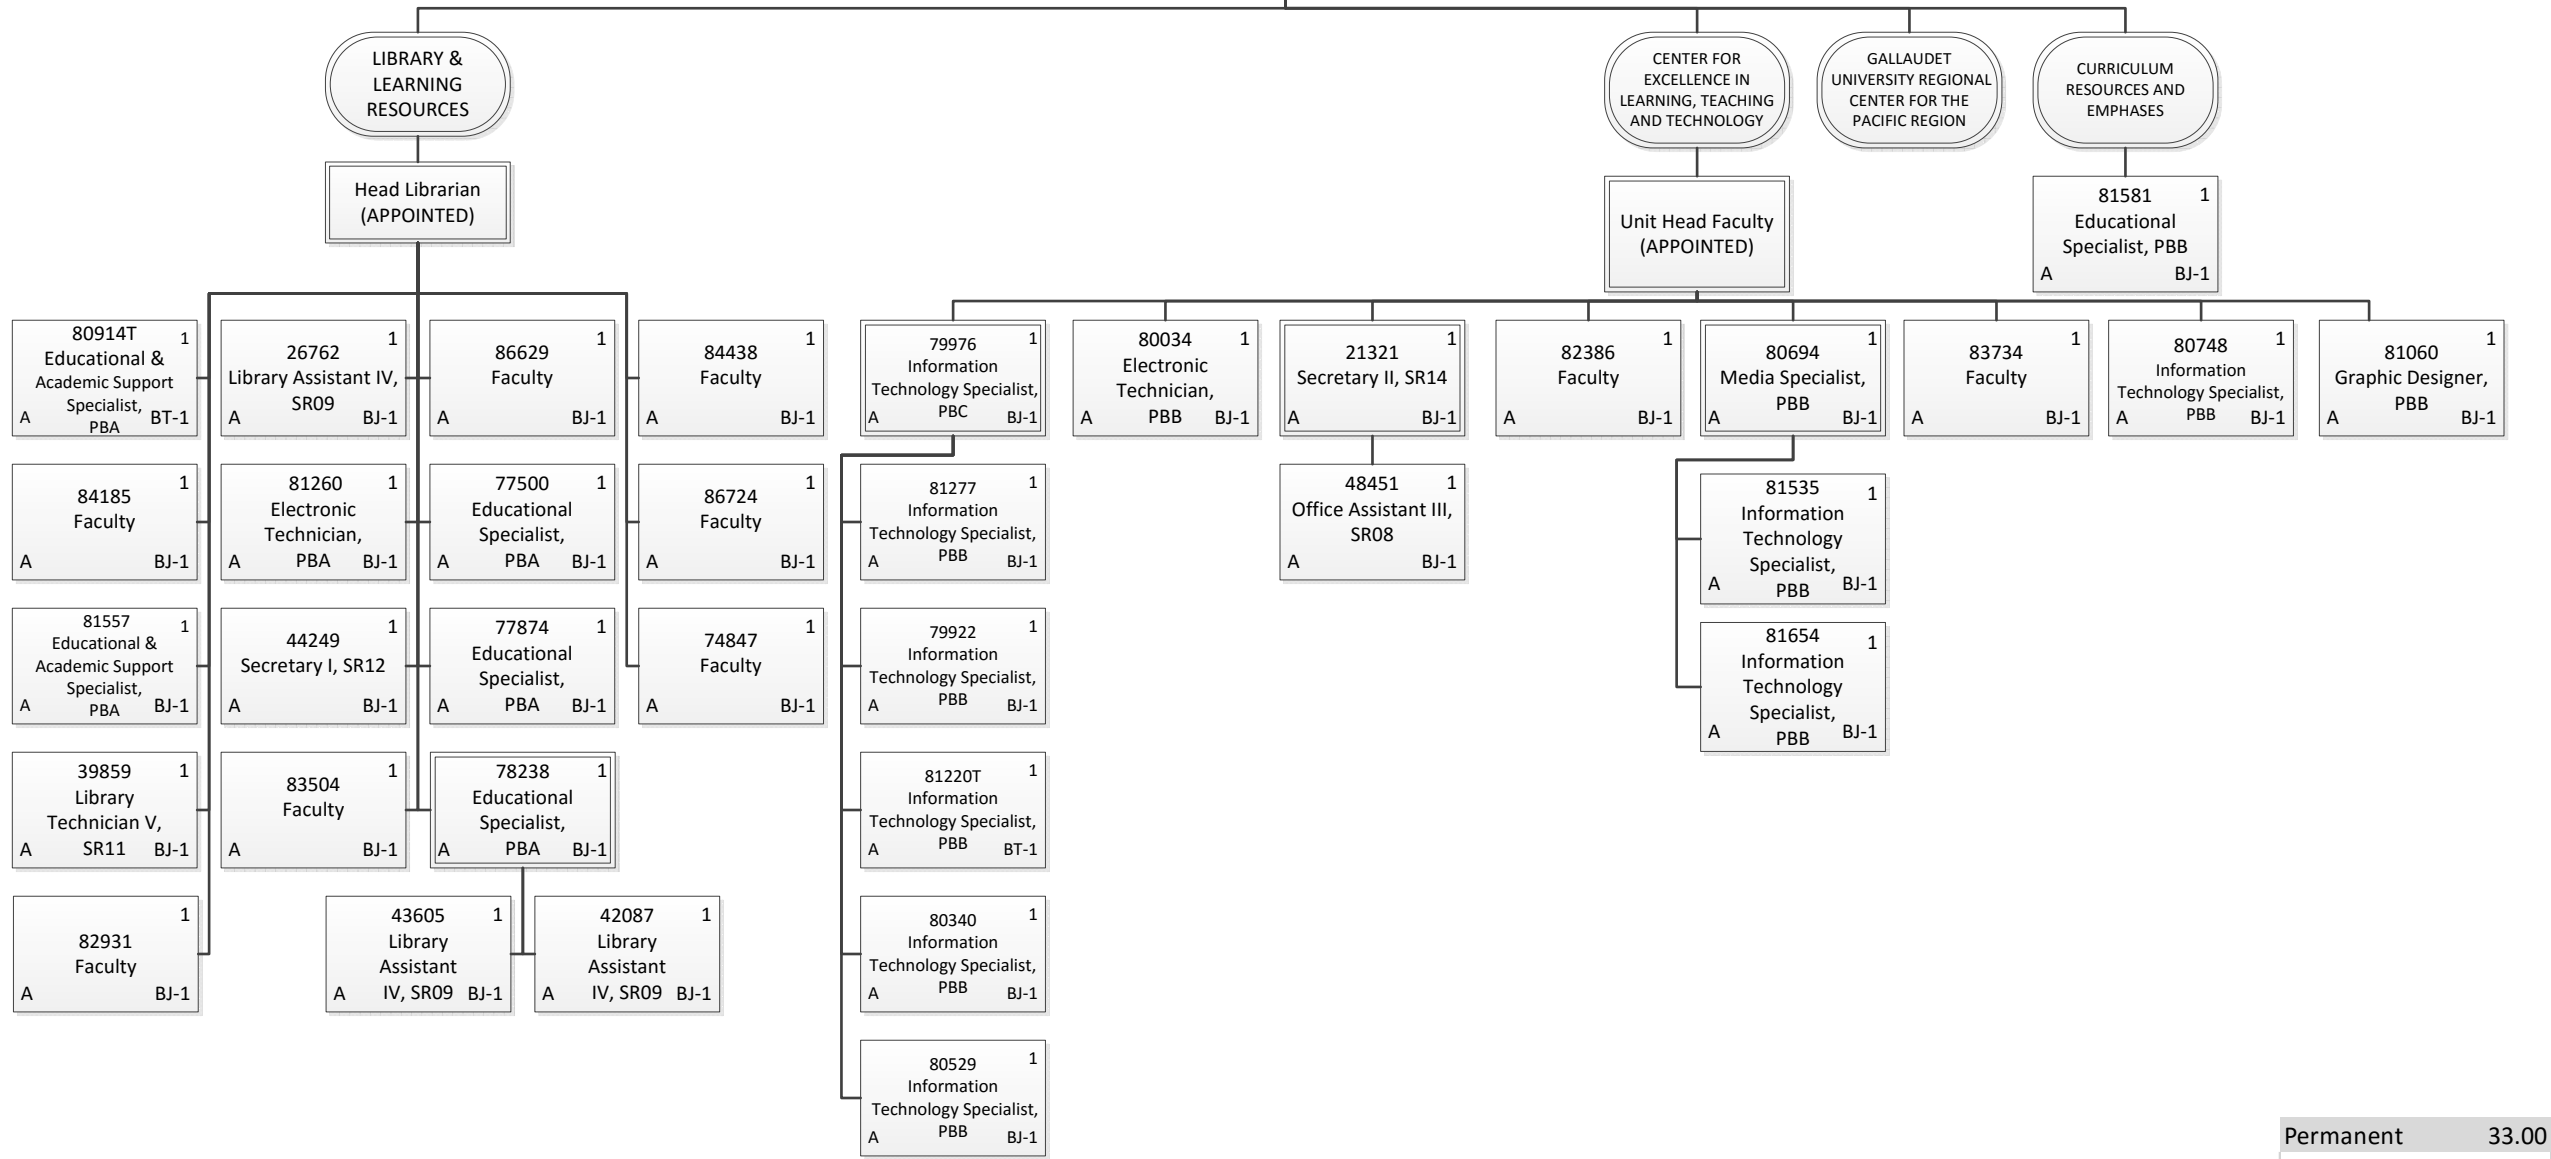 LIBRARY &
LEARNING
RESOURCES
CENTER FOR
EXCELLENCE IN
LEARNING, TEACHING
AND TECHNOLOGY
GALLAUDET
UNIVERSITY REGIONAL
CENTER FOR THE
PACIFIC REGION
CURRICULUM
RESOURCES AND
EMPHASES
Head Librarian
(APPOINTED)
Unit Head Faculty
(APPOINTED)
81581 1
Educational
Specialist, PBB
A BJ-1
80914T 1
Educational &
Academic Support
Specialist,
A PBA BT-1
26762 1
Library Assistant IV,
SR09
A BJ-1
86629 1
Faculty
A BJ-1
84438 1
Faculty
A BJ-1
79976 1
Information
Technology Specialist,
PBC
A BJ-1
80034 1
Electronic
Technician,
A PBB BJ-1
21321 1
Secretary II, SR14
A BJ-1
82386 1
Faculty
A BJ-1
80694 1
Media Specialist,
PBB
A BJ-1
83734 1
Faculty
A BJ-1
80748 1
Information
Technology Specialist,
A PBB BJ-1
81060 1
Graphic Designer,
PBB
A BJ-1
84185 1
Faculty
A BJ-1
81260 1
Electronic
Technician,
A PBA BJ-1
77500 1
Educational
Specialist,
A PBA BJ-1
86724 1
Faculty
A BJ-1
81277 1
Information
Technology Specialist,
PBB
A BJ-1
48451 1
Office Assistant III,
SR08
A BJ-1
81535 1
Information
Technology
Specialist,
A PBB BJ-1
81557 1
Educational &
Academic Support
Specialist,
A PBA BJ-1
44249 1
Secretary I, SR12
A BJ-1
77874 1
Educational
Specialist,
A PBA BJ-1
74847 1
Faculty
A BJ-1
79922 1
Information
Technology Specialist,
PBB
A BJ-1
81654 1
Information
Technology
Specialist,
A PBB BJ-1
39859 1
Library
Technician V,
A SR11 BJ-1
83504 1
Faculty
A BJ-1
78238 1
Educational
Specialist,
A PBA BJ-1
81220T 1
Information
Technology Specialist,
PBB
A BT-1
82931 1
Faculty
A BJ-1
43605 1
Library
Assistant
A IV, SR09 BJ-1
42087 1
Library
Assistant
A IV, SR09 BJ-1
80340 1
Information
Technology Specialist,
PBB
A BJ-1
80529 1
Information
Technology Specialist,
PBB
A BJ-1
Permanent 33.00